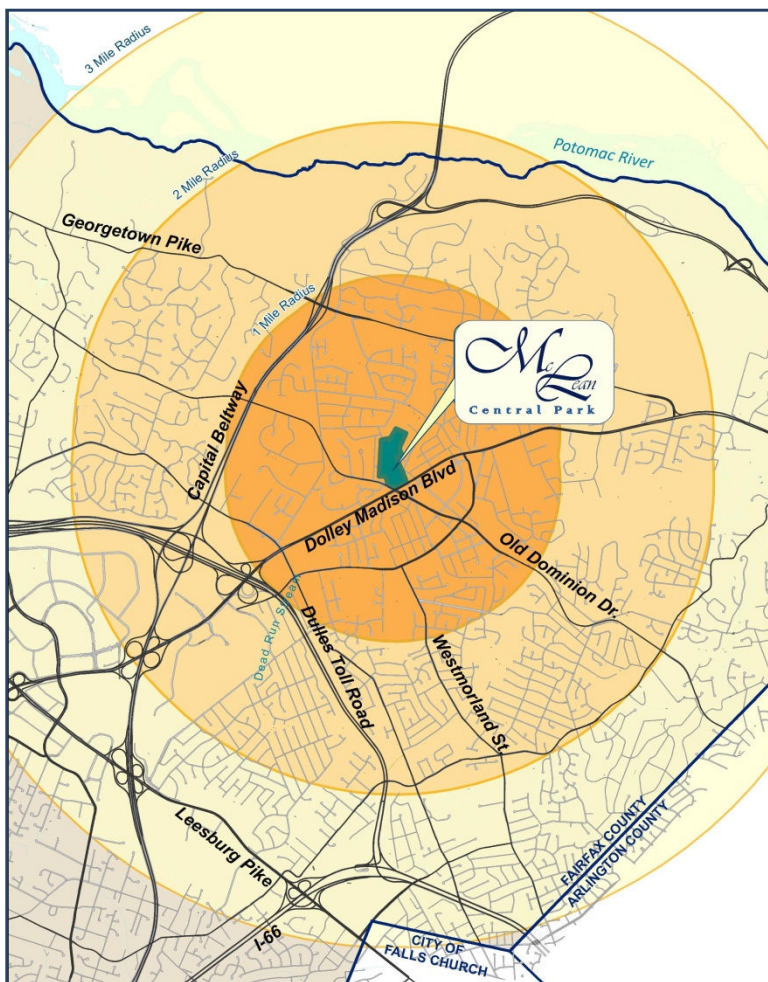 3 Mile Radius
Potomac River
2 Mile Radius
Georgetown Pike
1 Mile Radius
McLean
Central Park
Capital Beltway
Dolley Madison Blvd
Old Dominion Dr.
Dead Run Stream
Dulles Toll Road
Westmorland St
Leesburg Pike
FAIRFAX COUNTY
ARLINGTON COUNTY
I-66
CITY OF
FALLS CHURCH